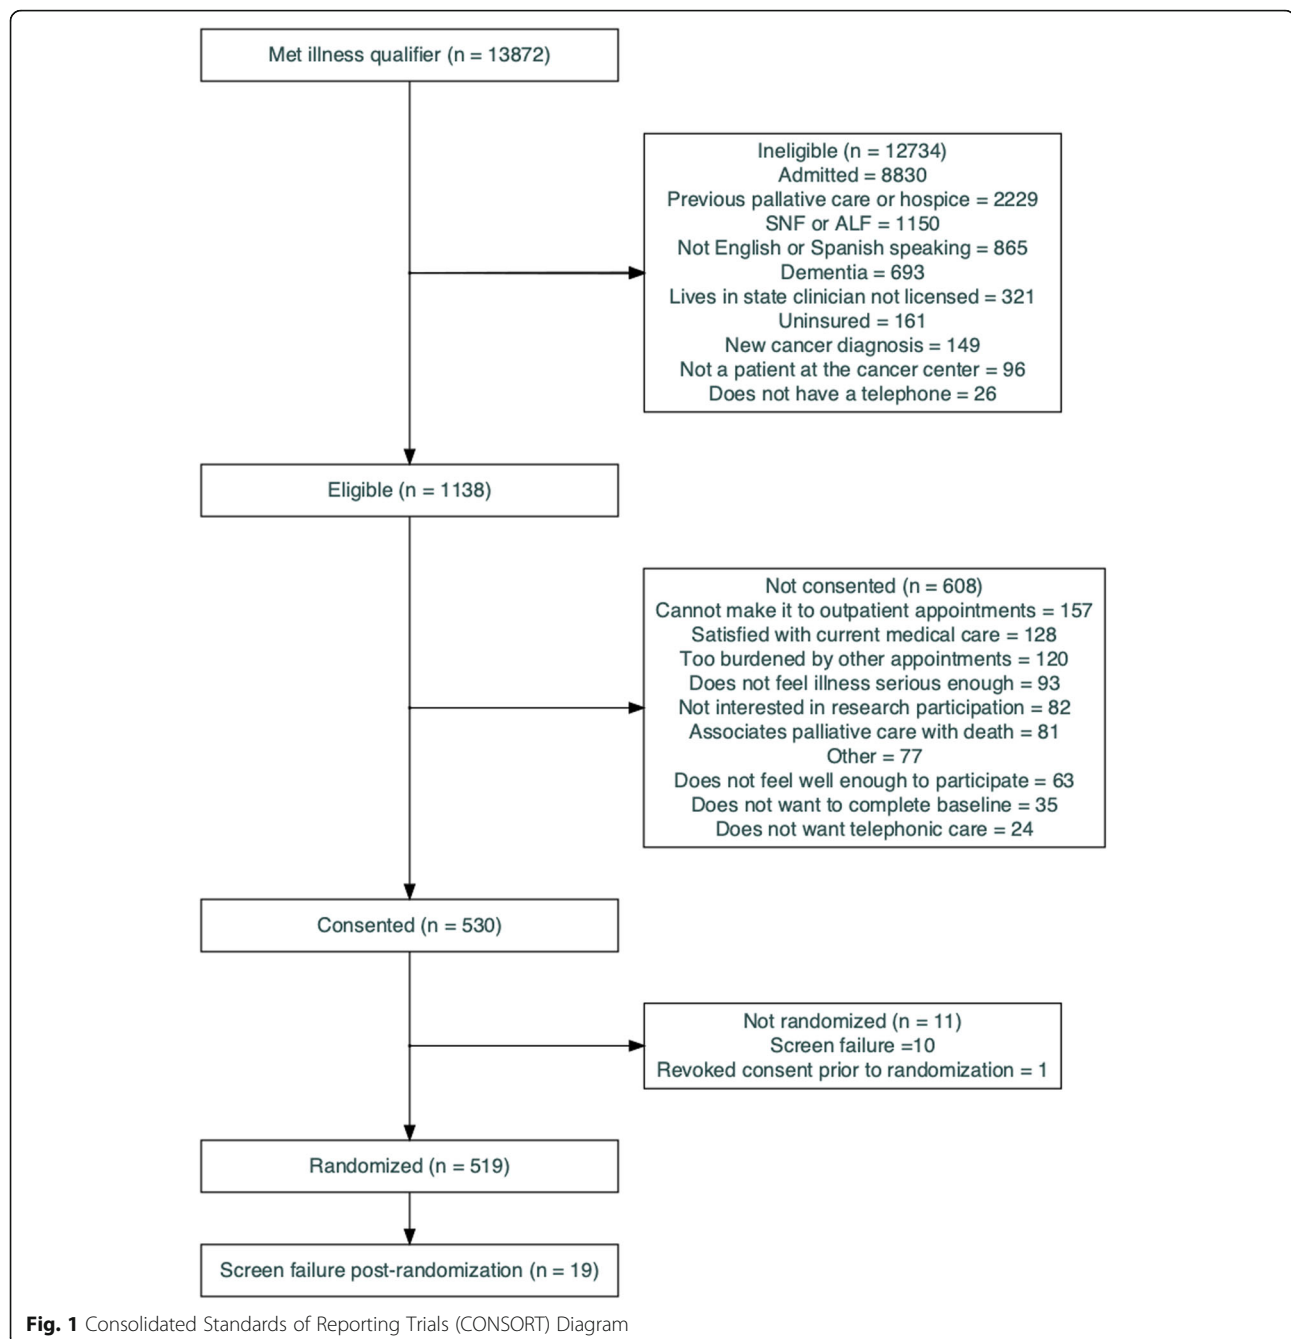 Met illness qualifier (n = 13872)
Ineligible (n = 12734)
Admitted = 8830
Previous pallative care or hospice = 2229
SNF or ALF = 1150
Not English or Spanish speaking = 865
Dementia = 693
Lives in state clinician not licensed = 321
Uninsured = 161
New cancer diagnosis = 149
Not a patient at the cancer center = 96
Does not have a telephone = 26
Eligible (n = 1138)
Not consented (n = 608)
Cannot make it to outpatient appointments = 157
Satisfied with current medical care = 128
Too burdened by other appointments = 120
Does not feel illness serious enough = 93
Not interested in research participation = 82
Associates palliative care with death = 81
Other = 77
Does not feel well enough to participate = 63
Does not want to complete baseline = 35
Does not want telephonic care = 24
Consented (n = 530)
Not randomized (n = 11)
Screen failure =10
Revoked consent prior to randomization = 1
Randomized (n = 519)
Screen failure post-randomization (n = 19)
Fig. 1 Consolidated Standards of Reporting Trials (CONSORT) Diagram